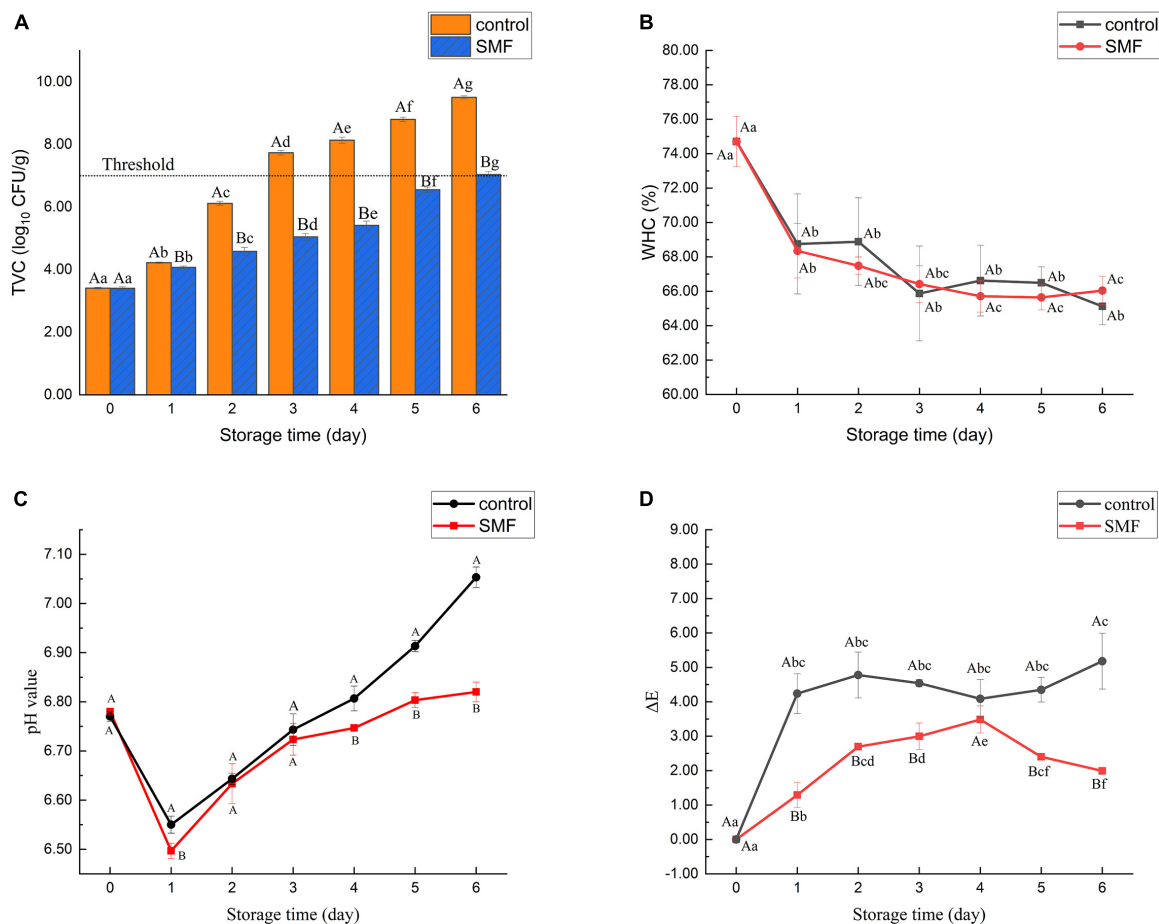 A
control
SMF
TVC (log10 CFU/g)
10.00
8.00
6.00
4.00
2.00
0.00
Threshold
Aa Aa
Ab Bb
Ac Bc
Ad Bd
Ae Be
Af Bf
Ag Bg
0 1 2 3 4 5 6
Storage time (day)
B
control
SMF
WHC (%)
80.00
78.00
76.00
74.00
72.00
70.00
68.00
66.00
64.00
62.00
60.00
Aa
Aa
Ab
Ab
Ab
Abc
Abc
Ab
Ab
Ac
Ab
Ac
Ac
Ab
0 1 2 3 4 5 6
Storage time (day)
C
control
SMF
pH value
7.10
7.00
6.90
6.80
6.70
6.60
6.50
A
A
A
B
A
A
A
A
A
B
A
B
A
B
0 1 2 3 4 5 6
Storage time (day)
D
control
SMF
ΔE
9.00
8.00
7.00
6.00
5.00
4.00
3.00
2.00
1.00
0.00
-1.00
Aa
Aa
Abc
Bb
Abc
Bcd
Abc
Bd
Abc
Ae
Abc
Bcf
Ac
Bf
0 1 2 3 4 5 6
Storage time (day)